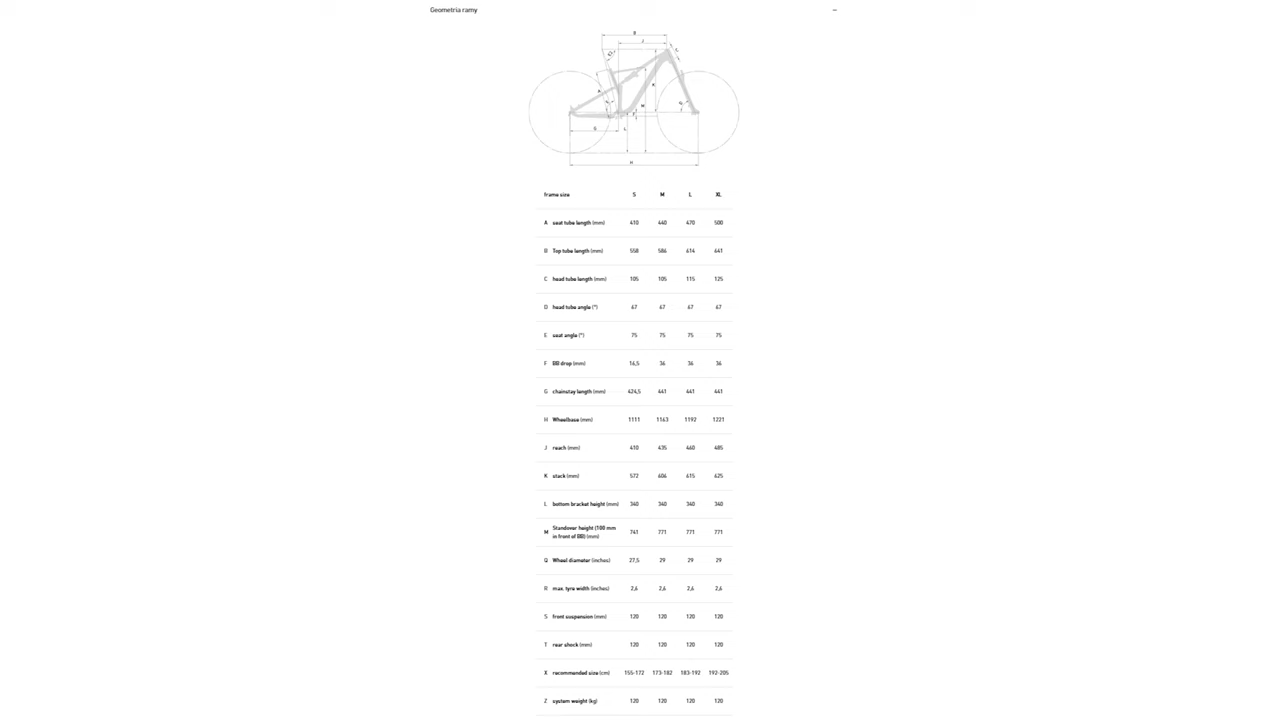 Geometria ramy
frame size S M L XL
A seat tube length (mm) 410 440 470 500
B Top tube length (mm) 558 586 614 641
C head tube length (mm) 105 105 115 125
D head tube angle (°) 67 67 67 67
E seat angle (°) 75 75 75 75
F BB drop (mm) 16,5 36 36 36
G chainstay length (mm) 424,5 441 441 441
H Wheelbase (mm) 1111 1163 1192 1221
J reach (mm) 410 435 460 485
K stack (mm) 572 606 615 625
L bottom bracket height (mm) 340 340 340 340
M Standover height (100 mm
in front of BB) (mm) 741 771 771 771
Q Wheel diameter (inches) 27,5 29 29 29
R max. tyre width (inches) 2,6 2,6 2,6 2,6
S front suspension (mm) 120 120 120 120
T rear shock (mm) 120 120 120 120
X recommended size (cm) 155-172 173-182 183-192 192-205
Z system weight (kg) 120 120 120 120